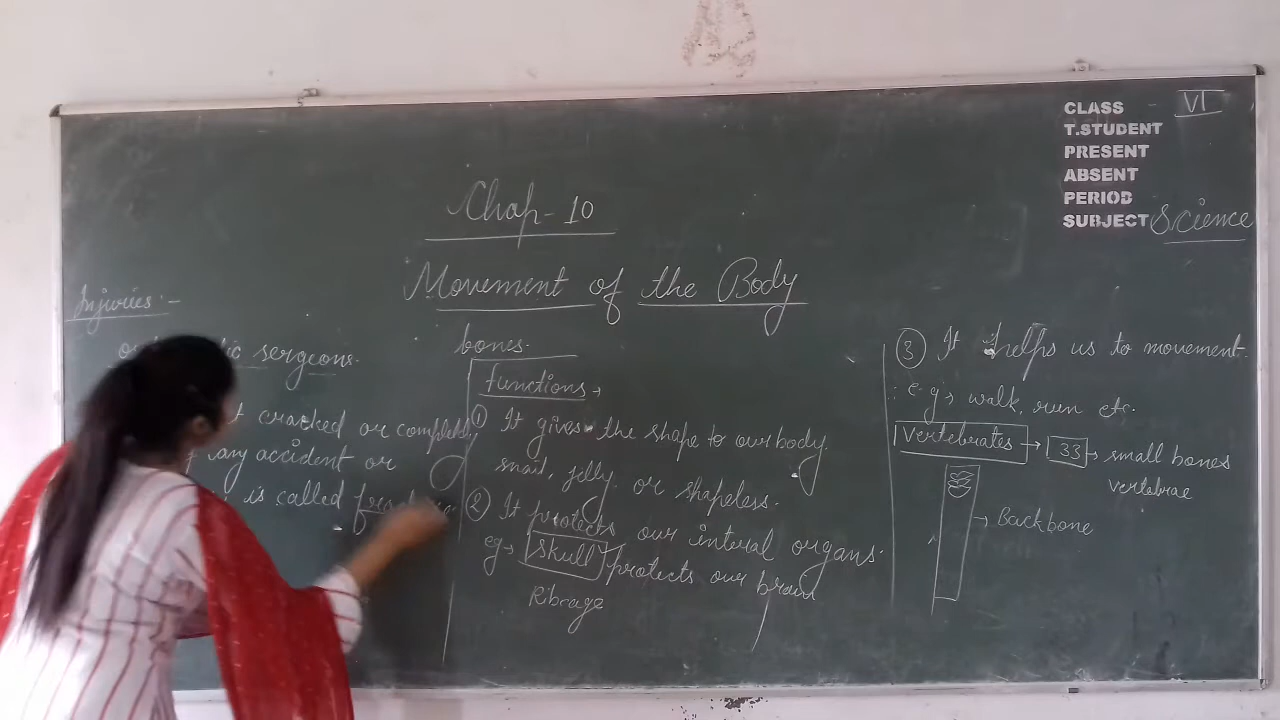 CLASS - VI
T.STUDENT
PRESENT
ABSENT
PERIOD
SUBJECT Science
Chap - 10
Movement of the Body
Injuries:-
sergeons.
cracked or completly
any accident or
is called
bones.
functions →
① It gives the shape to our body.
snail, jelly or shapeless.
② It protects our interal organs.
eg → Skull protects our brain
Ribcage
③ It helps us to movement.
e.g → walk, run etc.
Vertebrates → 33 → small bones
vertebrae
→ Backbone